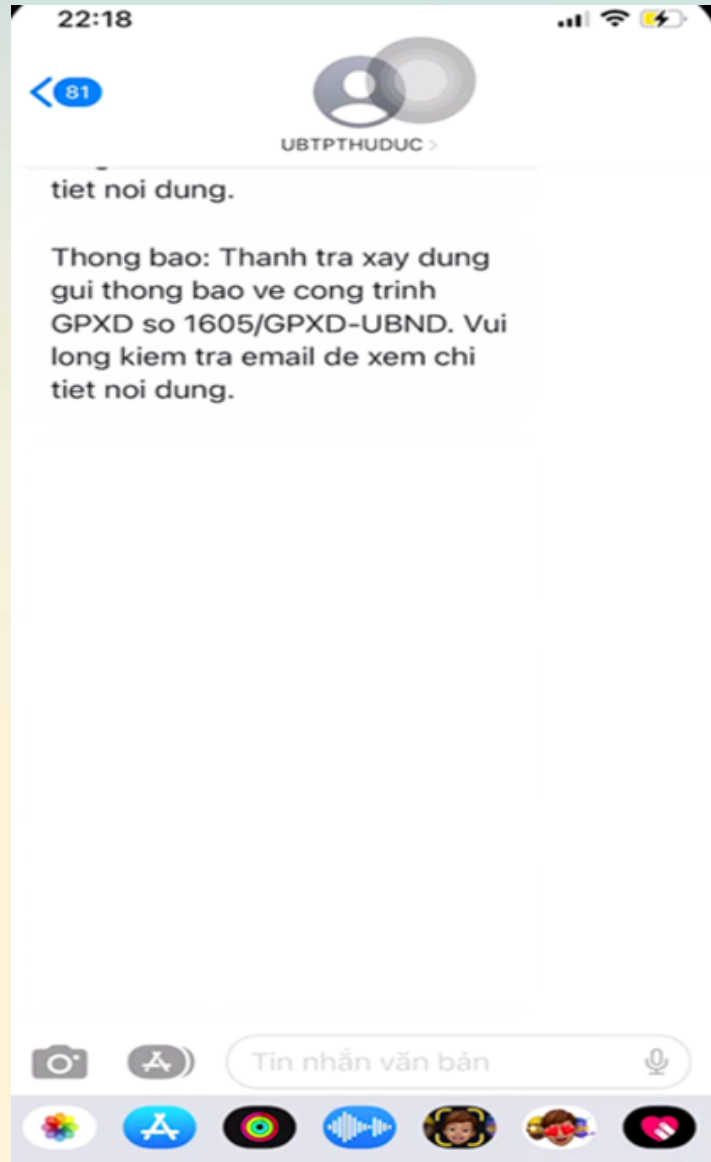 22:18
81
UBTPTHUDUC
tiet noi dung.
Thong bao: Thanh tra xay dung
gui thong bao ve cong trinh
GPXD so 1605/GPXD-UBND. Vui
long kiem tra email de xem chi
tiet noi dung.
Tin nhắn văn bản